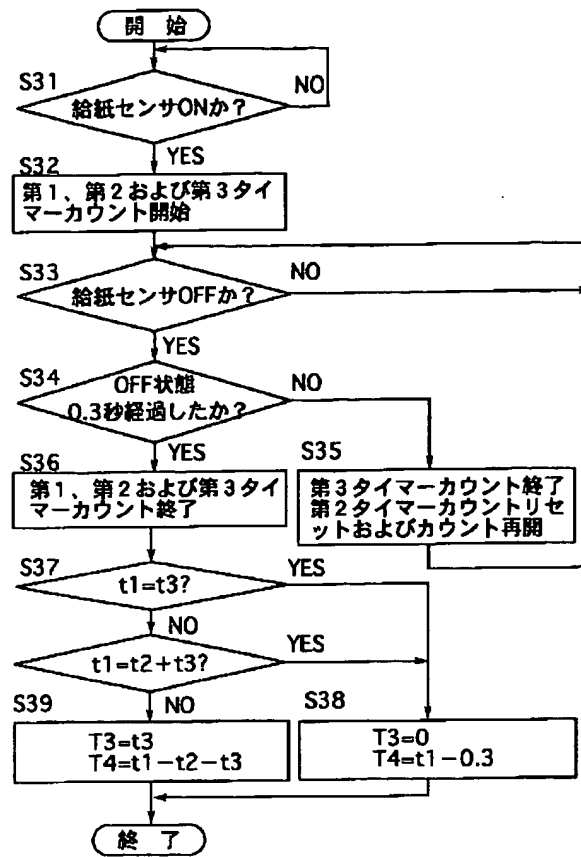 開 始
S31
NO
給紙センサONか？
YES
S32
第１、第２および第３タイ
マーカウント開始
S33
NO
給紙センサOFFか？
YES
S34
NO
OFF状態
0.3秒経過したか？
YES
S35
第３タイマーカウント終了
第２タイマーカウントリセ
ットおよびカウント再開
S36
第１、第２および第３タイ
マーカウント終了
S37
YES
t1=t3?
NO
YES
t1=t2+t3?
NO
S39
T3=t3
T4=t1−t2−t3
S38
T3=0
T4=t1−0.3
終 了